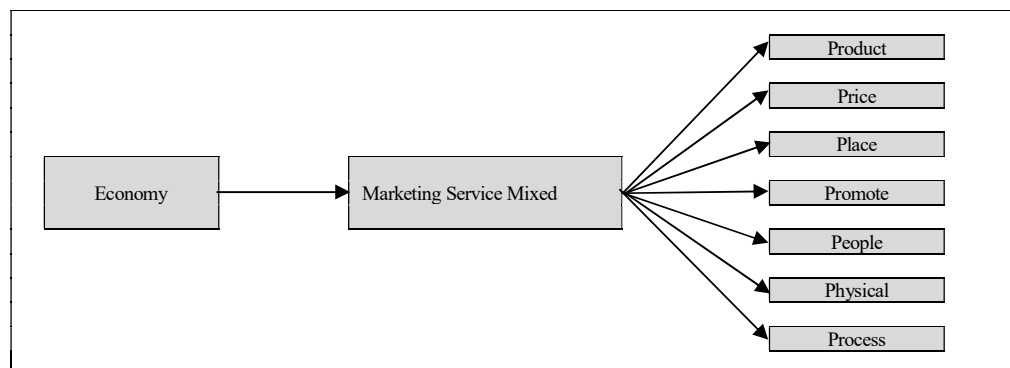 Economy
Marketing Service Mixed
Product
Price
Place
Promote
People
Physical
Process